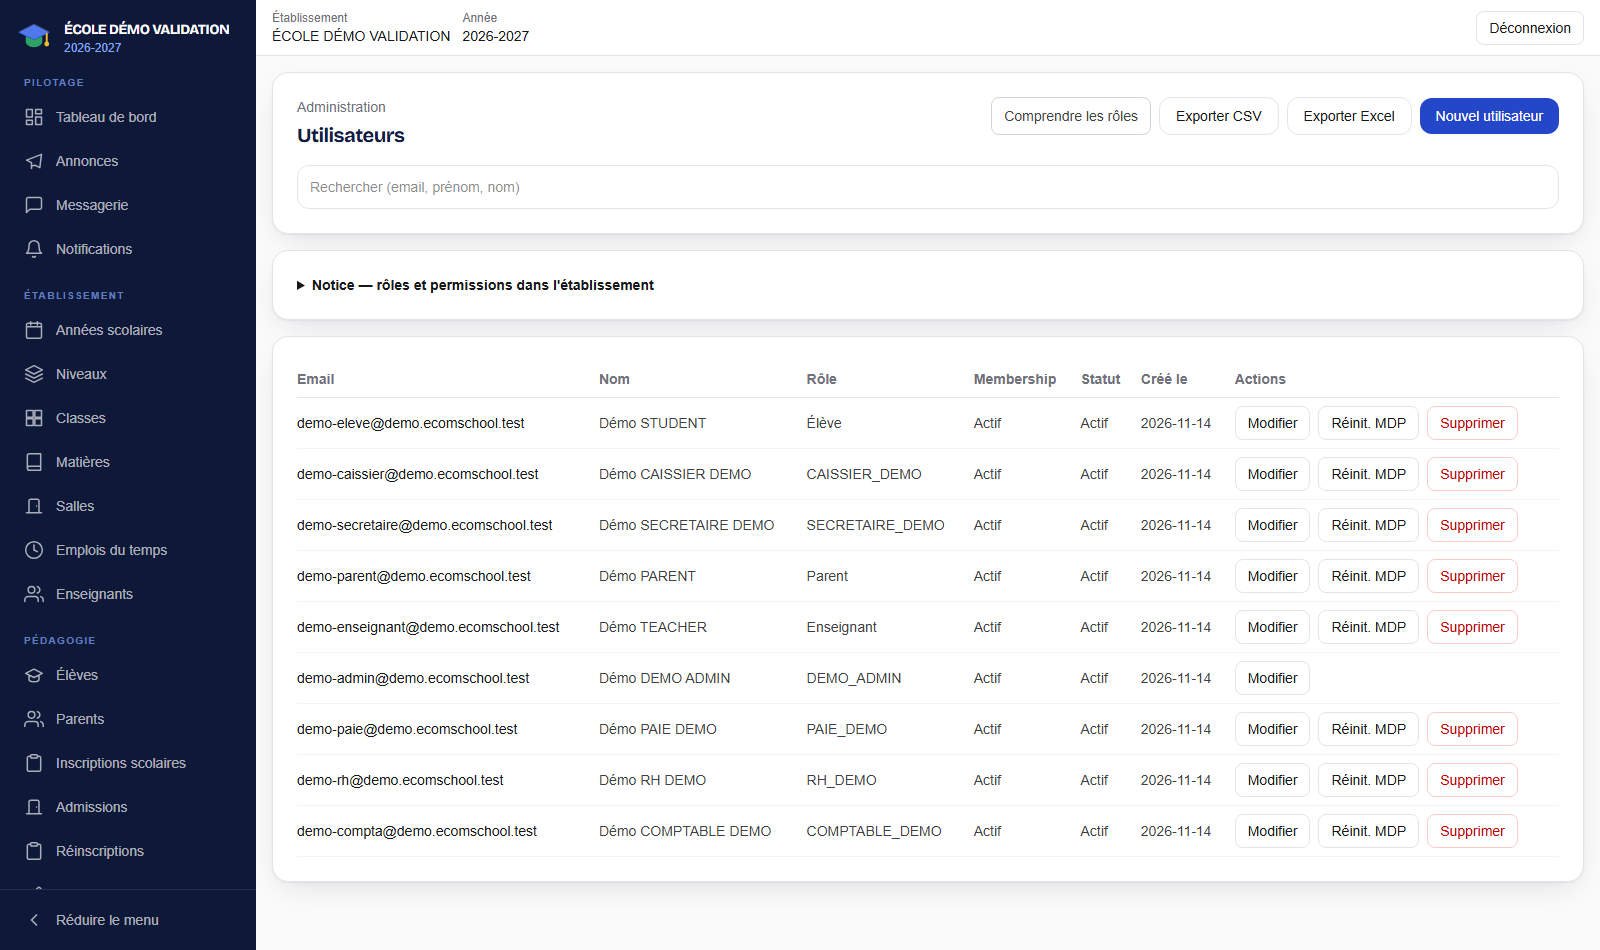 ÉCOLE DÉMO VALIDATION
2026-2027
PILOTAGE
Tableau de bord
Annonces
Messagerie
Notifications
ÉTABLISSEMENT
Années scolaires
Niveaux
Classes
Matières
Salles
Emplois du temps
Enseignants
PÉDAGOGIE
Élèves
Parents
Inscriptions scolaires
Admissions
Réinscriptions
Réduire le menu
Établissement Année
ÉCOLE DÉMO VALIDATION 2026-2027
Déconnexion
Administration
Utilisateurs
Comprendre les rôles Exporter CSV Exporter Excel Nouvel utilisateur
Rechercher (email, prénom, nom)
Notice — rôles et permissions dans l'établissement
Email Nom Rôle Membership Statut Créé le Actions
demo-eleve@demo.ecomschool.test Démo STUDENT Élève Actif Actif 2026-11-14 Modifier Réinit. MDP Supprimer
demo-caissier@demo.ecomschool.test Démo CAISSIER DEMO CAISSIER_DEMO Actif Actif 2026-11-14 Modifier Réinit. MDP Supprimer
demo-secretaire@demo.ecomschool.test Démo SECRETAIRE DEMO SECRETAIRE_DEMO Actif Actif 2026-11-14 Modifier Réinit. MDP Supprimer
demo-parent@demo.ecomschool.test Démo PARENT Parent Actif Actif 2026-11-14 Modifier Réinit. MDP Supprimer
demo-enseignant@demo.ecomschool.test Démo TEACHER Enseignant Actif Actif 2026-11-14 Modifier Réinit. MDP Supprimer
demo-admin@demo.ecomschool.test Démo DEMO ADMIN DEMO_ADMIN Actif Actif 2026-11-14 Modifier
demo-paie@demo.ecomschool.test Démo PAIE DEMO PAIE_DEMO Actif Actif 2026-11-14 Modifier Réinit. MDP Supprimer
demo-rh@demo.ecomschool.test Démo RH DEMO RH_DEMO Actif Actif 2026-11-14 Modifier Réinit. MDP Supprimer
demo-compta@demo.ecomschool.test Démo COMPTABLE DEMO COMPTABLE_DEMO Actif Actif 2026-11-14 Modifier Réinit. MDP Supprimer